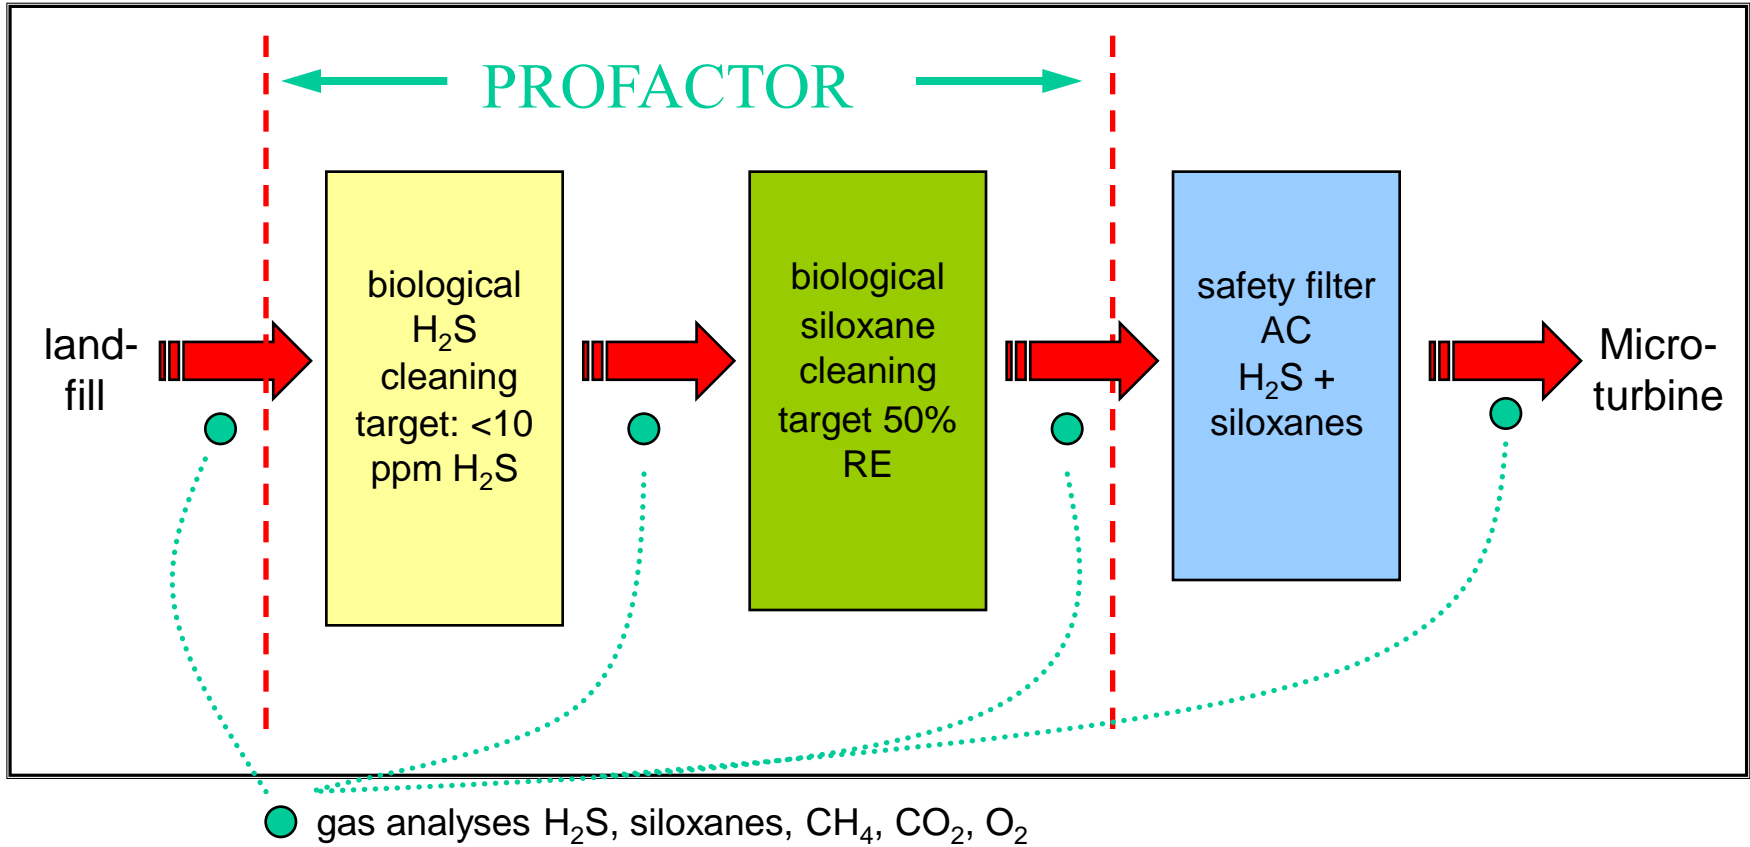 PROFACTOR
land-
fill
biological
H₂S
cleaning
target: <10
ppm H₂S
biological
siloxane
cleaning
target 50%
RE
safety filter
AC
H₂S +
siloxanes
Micro-
turbine
gas analyses H₂S, siloxanes, CH₄, CO₂, O₂